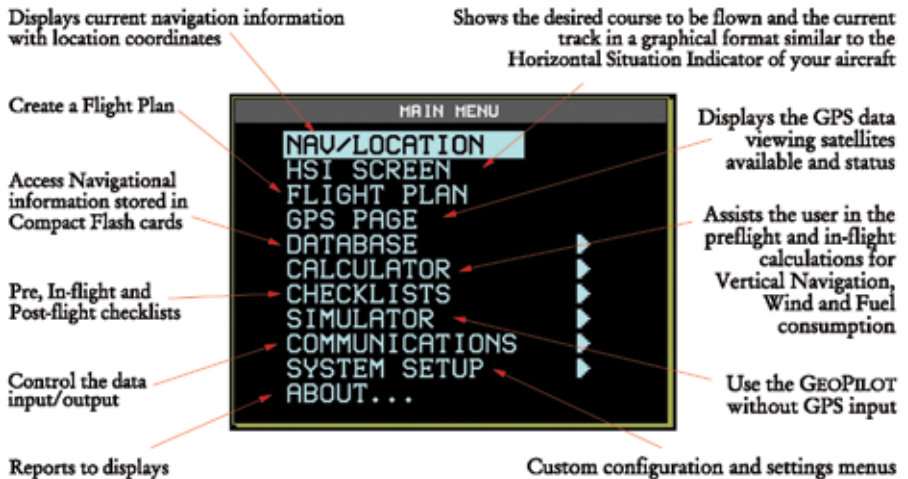 Displays current navigation information
with location coordinates
Shows the desired course to be flown and the current
track in a graphical format similar to the
Horizontal Situation Indicator of your aircraft
Create a Flight Plan
Access Navigational
information stored in
Compact Flash cards
Pre, In-flight and
Post-flight checklists
Control the data
input/output
Reports to displays
MAIN MENU
NAV/LOCATION
HSI SCREEN
FLIGHT PLAN
GPS PAGE
DATABASE
CALCULATOR
CHECKLISTS
SIMULATOR
COMMUNICATIONS
SYSTEM SETUP
ABOUT...
Displays the GPS data
viewing satellites
available and status
Assists the user in the
preflight and in-flight
calculations for
Vertical Navigation,
Wind and Fuel
consumption
Use the GEOPILOT
without GPS input
Custom configuration and settings menus